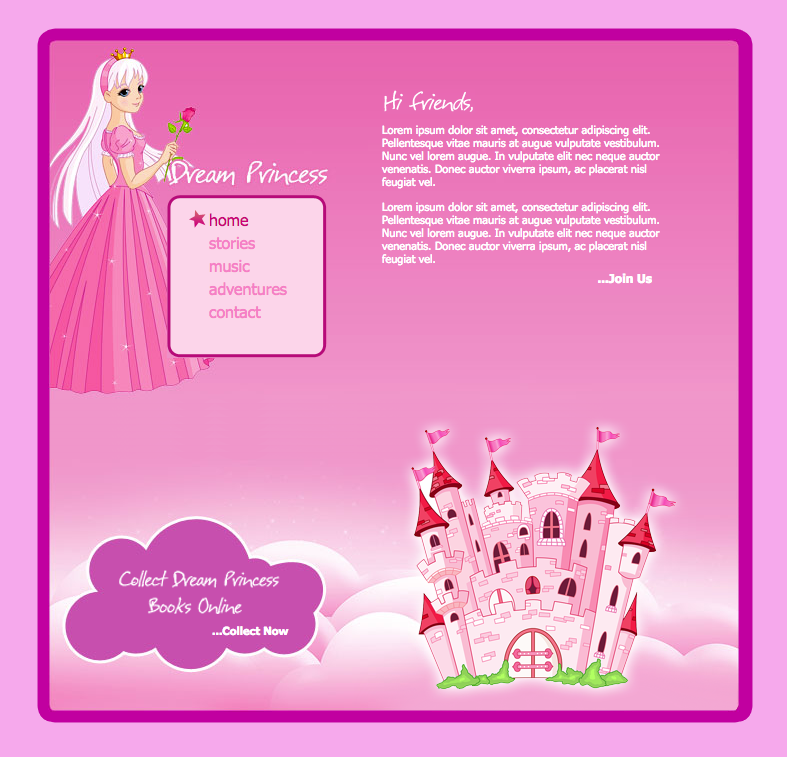 Dream Princess
home
stories
music
adventures
contact
Hi friends,
Lorem ipsum dolor sit amet, consectetur adipiscing elit.
Pellentesque vitae mauris at augue vulputate vestibulum.
Nunc vel lorem augue. In vulputate elit nec neque auctor
venenatis. Donec auctor viverra ipsum, ac placerat nisl
feugiat vel.
Lorem ipsum dolor sit amet, consectetur adipiscing elit.
Pellentesque vitae mauris at augue vulputate vestibulum.
Nunc vel lorem augue. In vulputate elit nec neque auctor
venenatis. Donec auctor viverra ipsum, ac placerat nisl
feugiat vel.
...Join Us
Collect Dream Princess
Books Online
...Collect Now